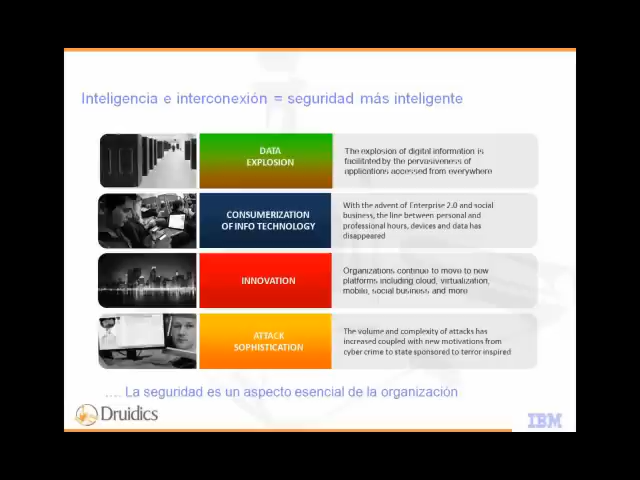 Inteligencia e interconexión = seguridad más inteligente
DATA
EXPLOSION
The explosion of digital information is
facilitated by the pervasiveness of
applications accessed from everywhere
CONSUMERIZATION
OF INFO TECHNOLOGY
With the advent of Enterprise 2.0 and social
business, the line between personal and
professional hours, devices and data has
disappeared
INNOVATION
Organizations continue to move to new
platforms including cloud, virtualization,
mobile, social business and more
ATTACK
SOPHISTICATION
The volume and complexity of attacks has
increased coupled with new motivations from
cyber crime to state sponsored to terror inspired
.... La seguridad es un aspecto esencial de la organización
Druidics
IBM